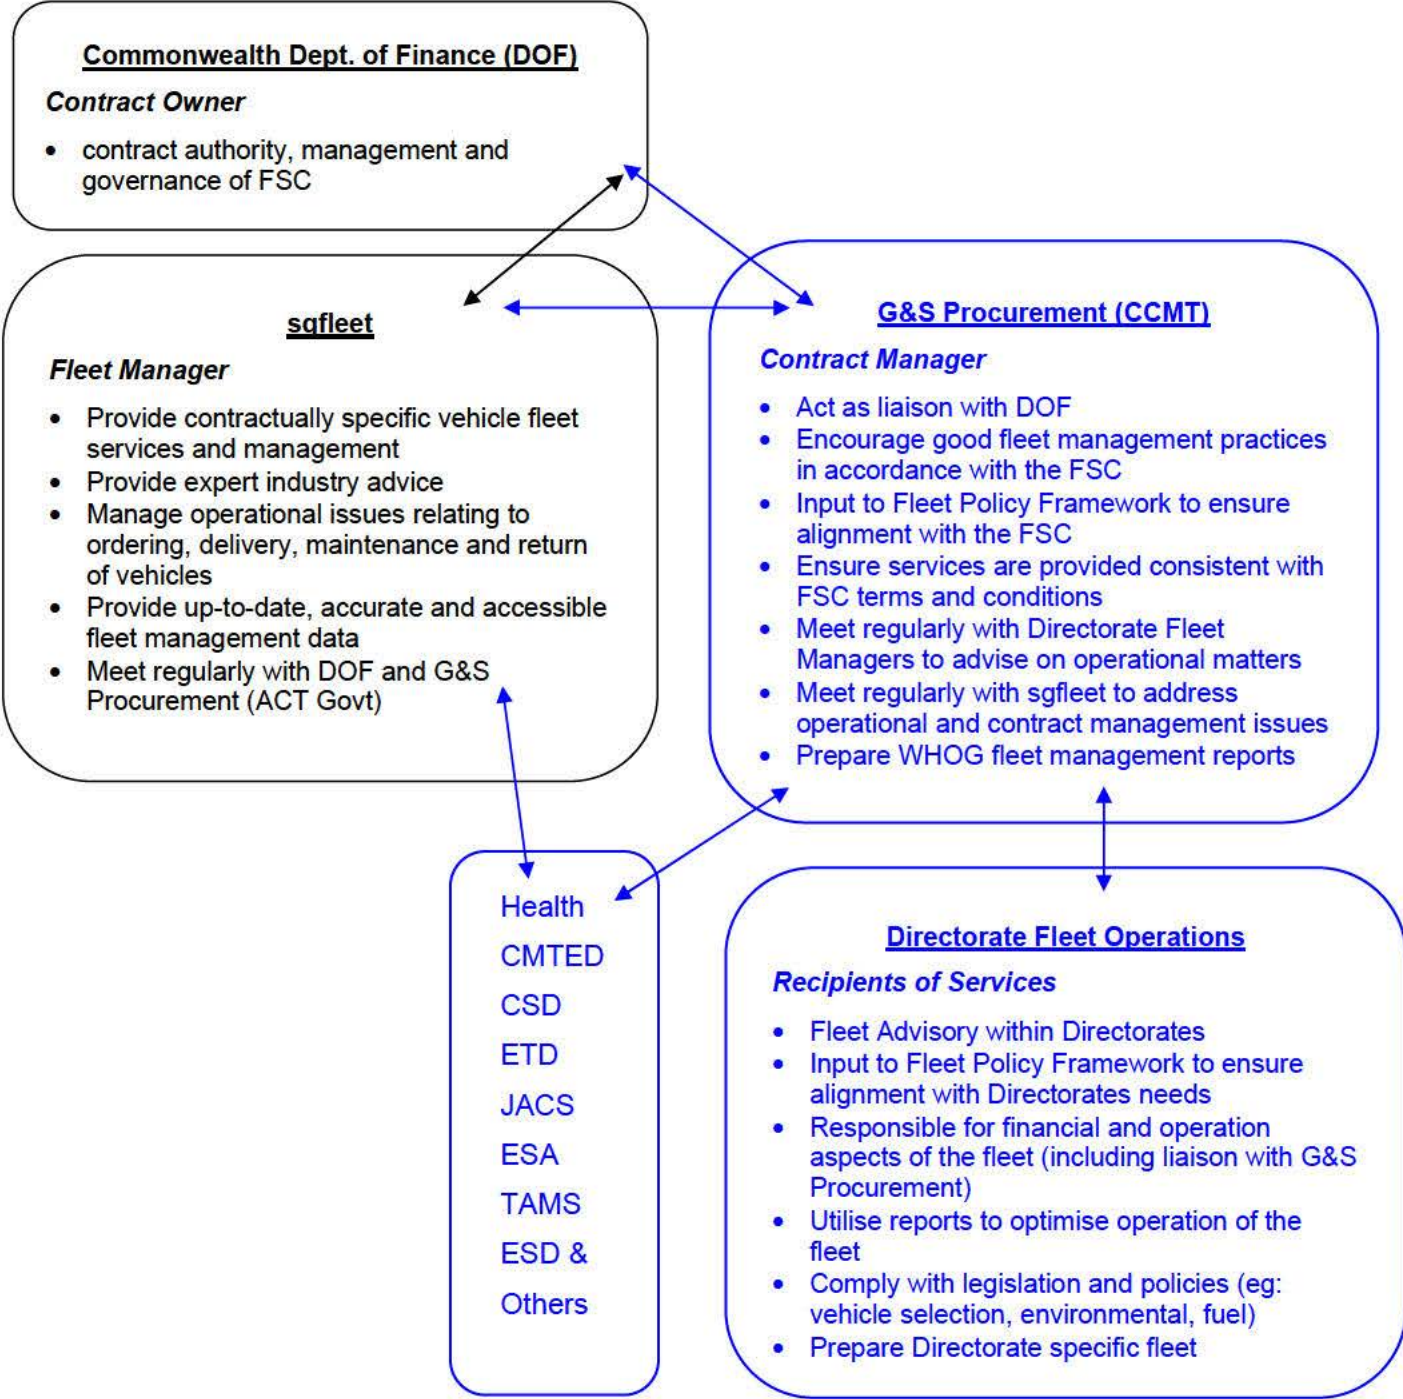 Commonwealth Dept. of Finance (DOF)
Contract Owner
• contract authority, management and
governance of FSC
sgfleet
Fleet Manager
• Provide contractually specific vehicle fleet
services and management
• Provide expert industry advice
• Manage operational issues relating to
ordering, delivery, maintenance and return
of vehicles
• Provide up-to-date, accurate and accessible
fleet management data
• Meet regularly with DOF and G&S
Procurement (ACT Govt)
G&S Procurement (CCMT)
Contract Manager
• Act as liaison with DOF
• Encourage good fleet management practices
in accordance with the FSC
• Input to Fleet Policy Framework to ensure
alignment with the FSC
• Ensure services are provided consistent with
FSC terms and conditions
• Meet regularly with Directorate Fleet
Managers to advise on operational matters
• Meet regularly with sgfleet to address
operational and contract management issues
• Prepare WHOG fleet management reports
Health
CMTED
CSD
ETD
JACS
ESA
TAMS
ESD &
Others
Directorate Fleet Operations
Recipients of Services
• Fleet Advisory within Directorates
• Input to Fleet Policy Framework to ensure
alignment with Directorates needs
• Responsible for financial and operation
aspects of the fleet (including liaison with G&S
Procurement)
• Utilise reports to optimise operation of the
fleet
• Comply with legislation and policies (eg:
vehicle selection, environmental, fuel)
• Prepare Directorate specific fleet